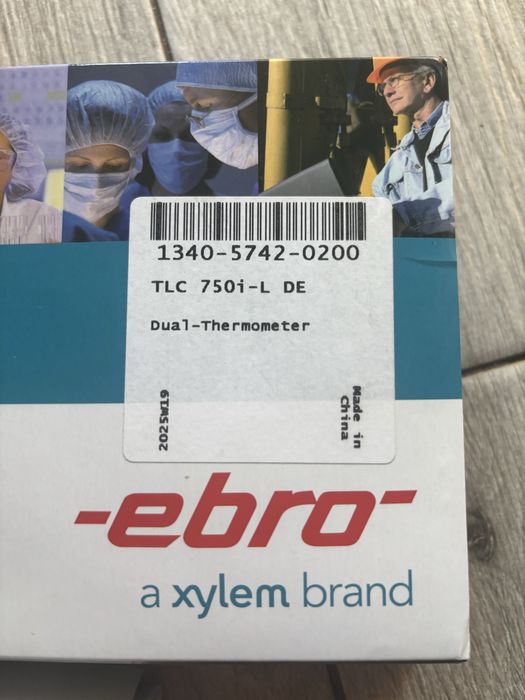 1340-5742-0200
TLC 750i-L DE
Dual-Thermometer
2025W19
Made in
China
-ebro-
a xylem brand